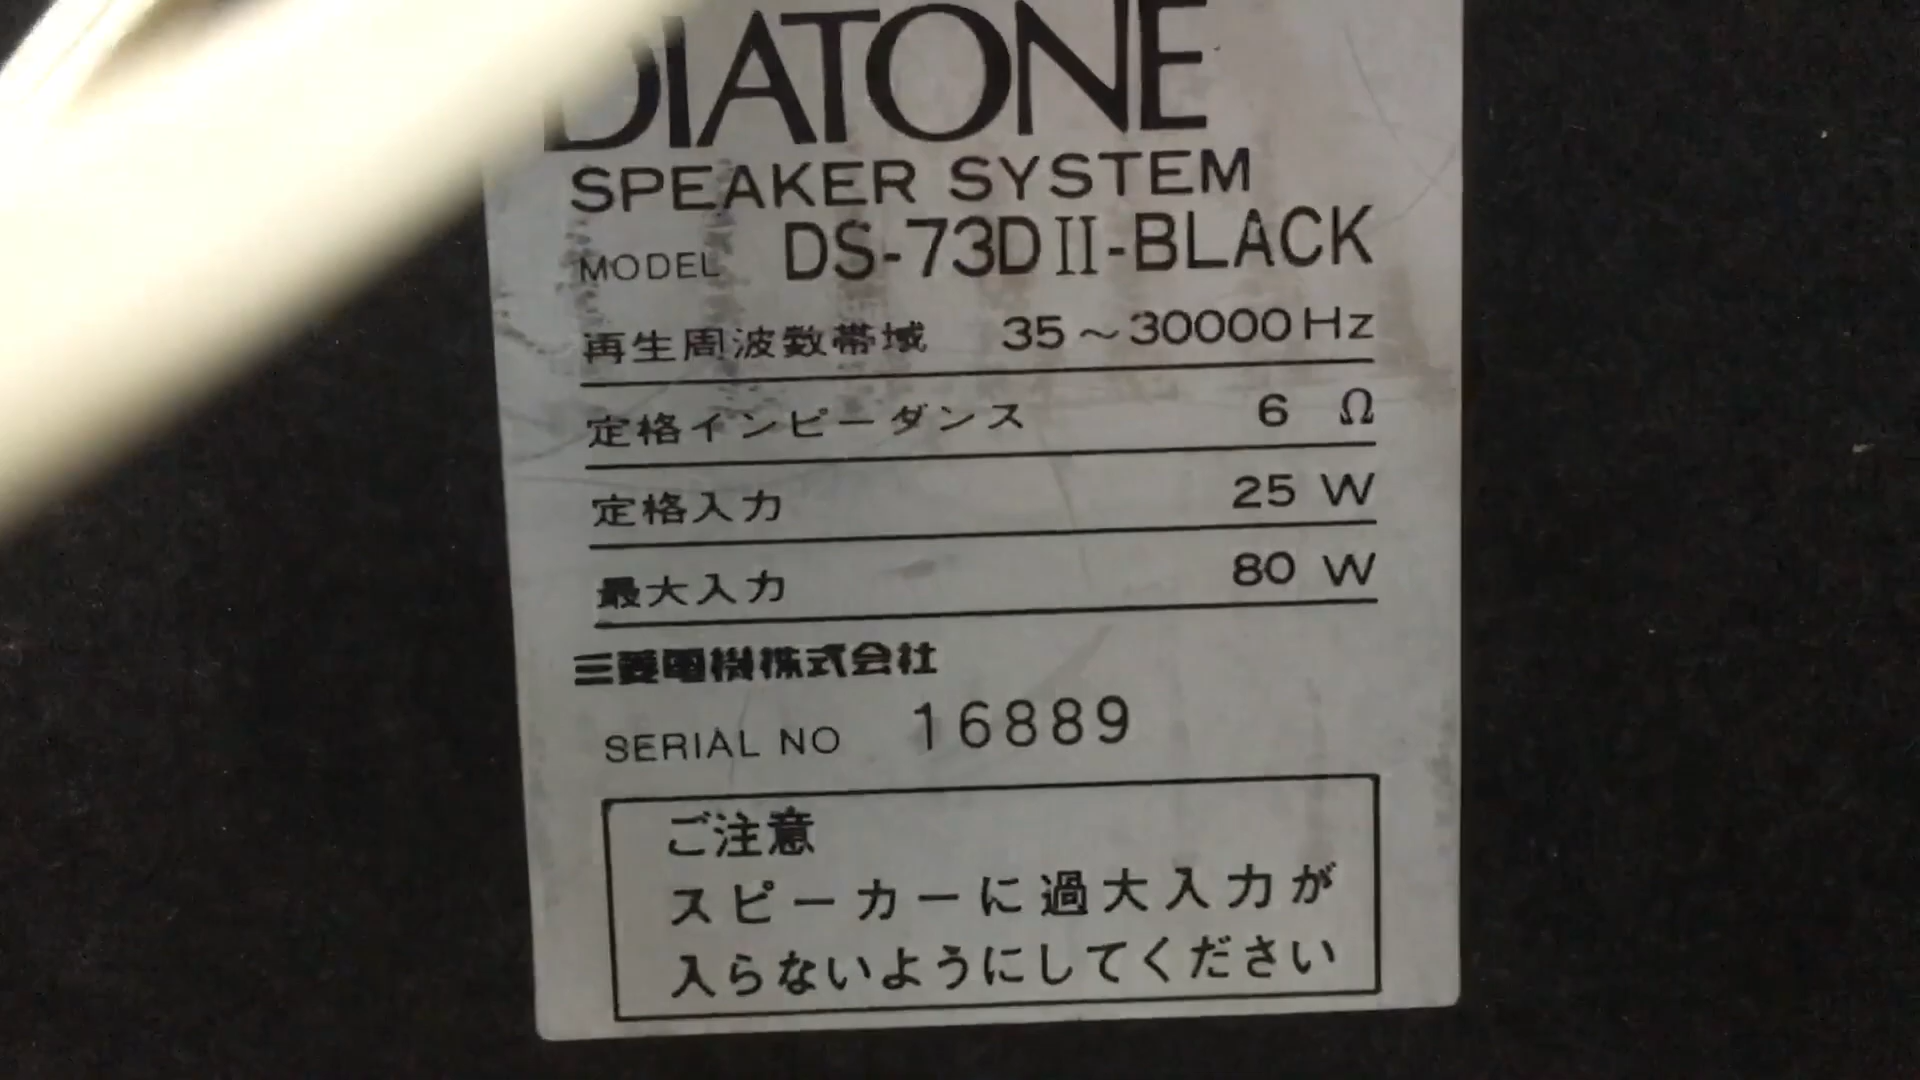 DIATONE
SPEAKER SYSTEM
MODEL DS-73DII-BLACK
再生周波数帯域 35～30000Hz
定格インピーダンス 6 Ω
定格入力 25 W
最大入力 80 W
三菱電機株式会社
SERIAL NO 16889
ご注意
スピーカーに過大入力が
入らないようにしてください